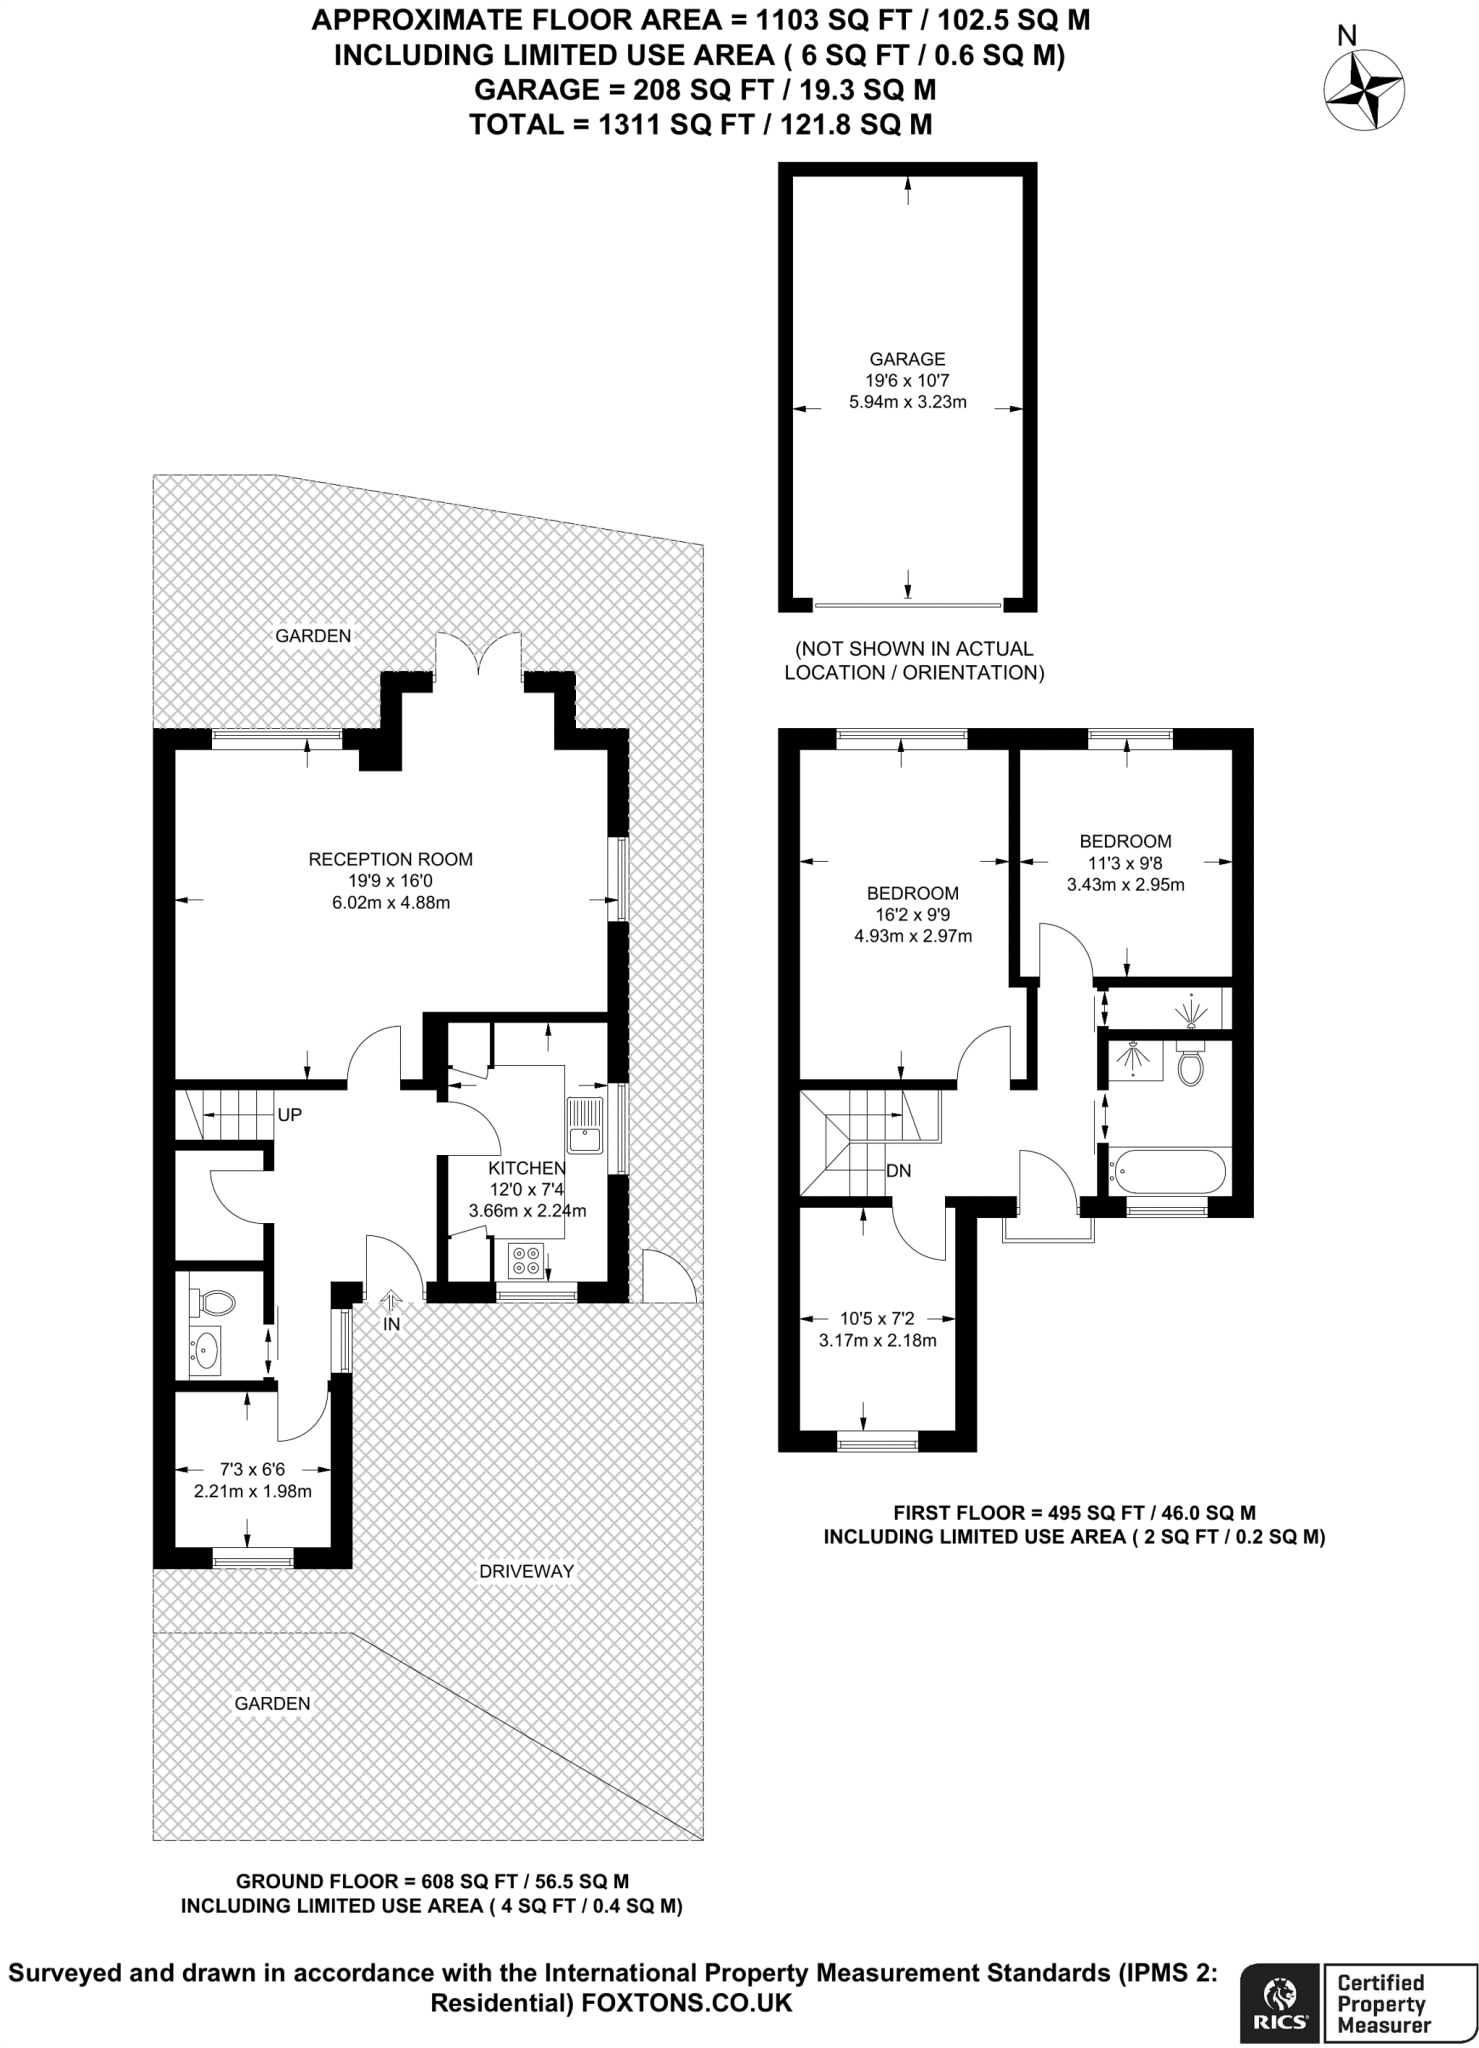 APPROXIMATE FLOOR AREA = 1103 SQ FT / 102.5 SQ M
INCLUDING LIMITED USE AREA ( 6 SQ FT / 0.6 SQ M)
GARAGE = 208 SQ FT / 19.3 SQ M
TOTAL = 1311 SQ FT / 121.8 SQ M
N
GARAGE
19'6 x 10'7
5.94m x 3.23m
(NOT SHOWN IN ACTUAL
LOCATION / ORIENTATION)
GARDEN
RECEPTION ROOM
19'9 x 16'0
6.02m x 4.88m
UP
KITCHEN
12'0 x 7'4
3.66m x 2.24m
IN
7'3 x 6'6
2.21m x 1.98m
DRIVEWAY
GARDEN
GROUND FLOOR = 608 SQ FT / 56.5 SQ M
INCLUDING LIMITED USE AREA ( 4 SQ FT / 0.4 SQ M)
BEDROOM
11'3 x 9'8
3.43m x 2.95m
BEDROOM
16'2 x 9'9
4.93m x 2.97m
DN
10'5 x 7'2
3.17m x 2.18m
FIRST FLOOR = 495 SQ FT / 46.0 SQ M
INCLUDING LIMITED USE AREA ( 2 SQ FT / 0.2 SQ M)
Surveyed and drawn in accordance with the International Property Measurement Standards (IPMS 2:
Residential) FOXTONS.CO.UK
RICS
Certified
Property
Measurer